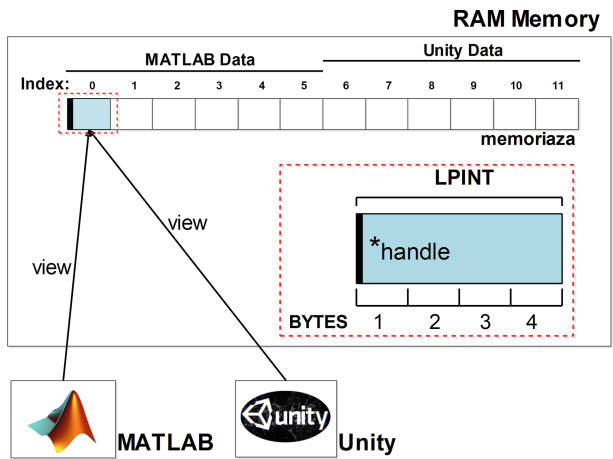 RAM Memory
MATLAB Data
Unity Data
Index: 0 1 2 3 4 5 6 7 8 9 10 11
memoriaza
LPINT
view
*handle
view
BYTES 1 2 3 4
unity
MATLAB
Unity